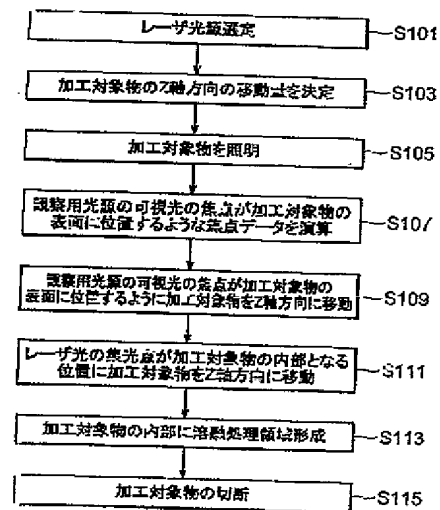 レーザ光源選定
S101
加工対象物のZ軸方向の移動量を決定
S103
加工対象物を照明
S105
観察用光源の可視光の焦点が加工対象物の
表面に位置するような焦点データを演算
S107
観察用光源の可視光の焦点が加工対象物の
表面に位置するように加工対象物をZ軸方向に移動
S109
レーザ光の集光点が加工対象物の内部となる
位置に加工対象物をZ軸方向に移動
S111
加工対象物の内部に溶融処理領域形成
S113
加工対象物の切断
S115